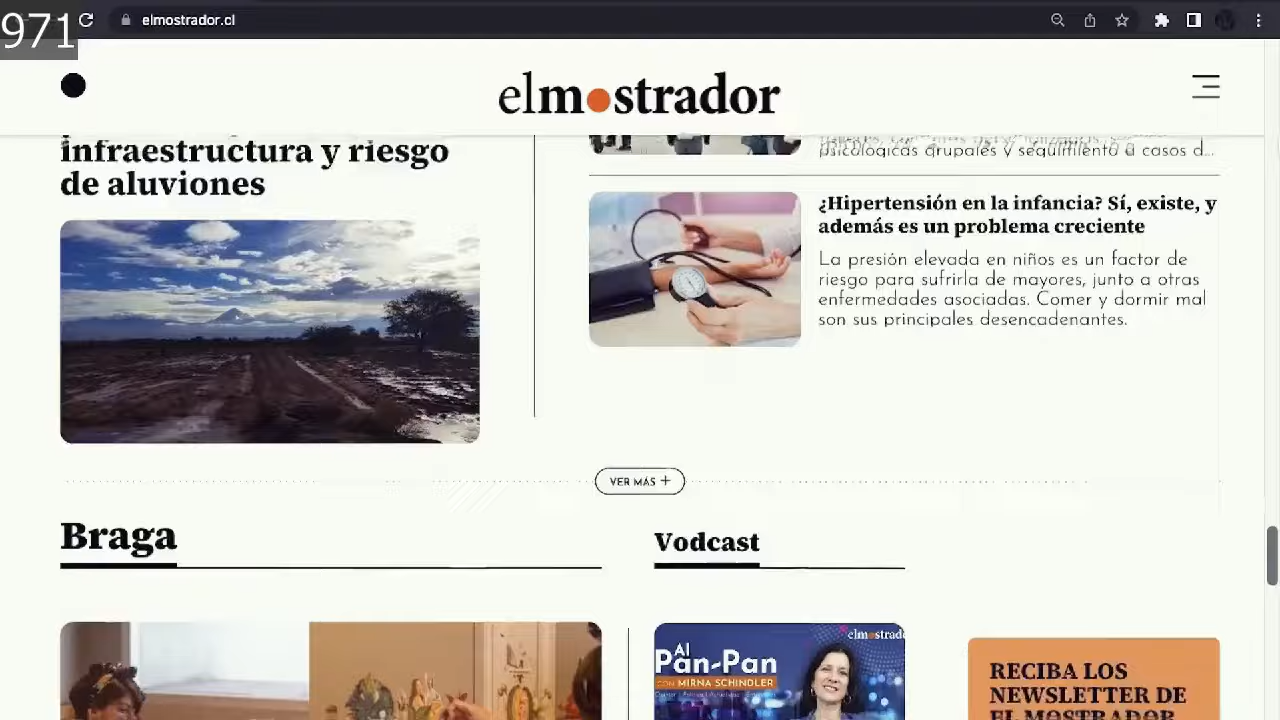 971
elmostrador.cl
elmostrador
infraestructura y riesgo
de aluviones
psicológicas grupales y seguimiento a casos d...
¿Hipertensión en la infancia? Sí, existe, y
además es un problema creciente
La presión elevada en niños es un factor de
riesgo para sufrirla de mayores, junto a otras
enfermedades asociadas. Comer y dormir mal
son sus principales desencadenantes.
VER MÁS +
Braga
Vodcast
elmostrad
Al
Pan-Pan
CON MIRNA SCHINDLER
RECIBA LOS
NEWSLETTER DE
EL MOSTRADOR